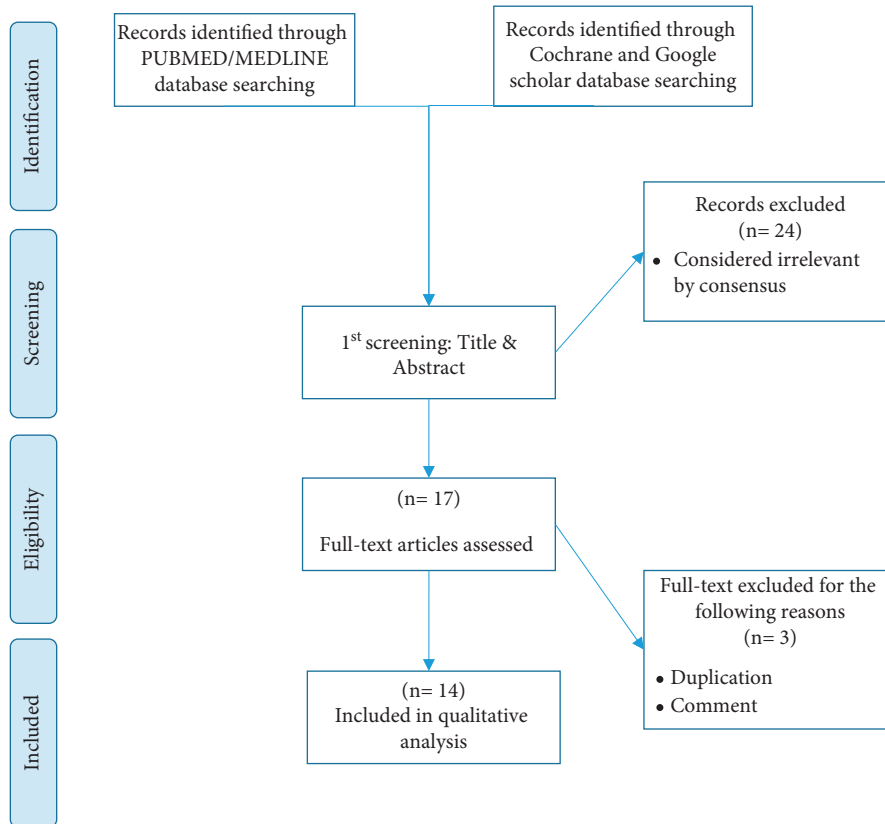 Identification
Records identified through
PUBMED/MEDLINE
database searching
Records identified through
Cochrane and Google
scholar database searching
Screening
Records excluded
(n= 24)
• Considered irrelevant
by consensus
1st screening: Title &
Abstract
Eligibility
(n= 17)
Full-text articles assessed
Full-text excluded for the
following reasons
(n= 3)
• Duplication
• Comment
Included
(n= 14)
Included in qualitative
analysis